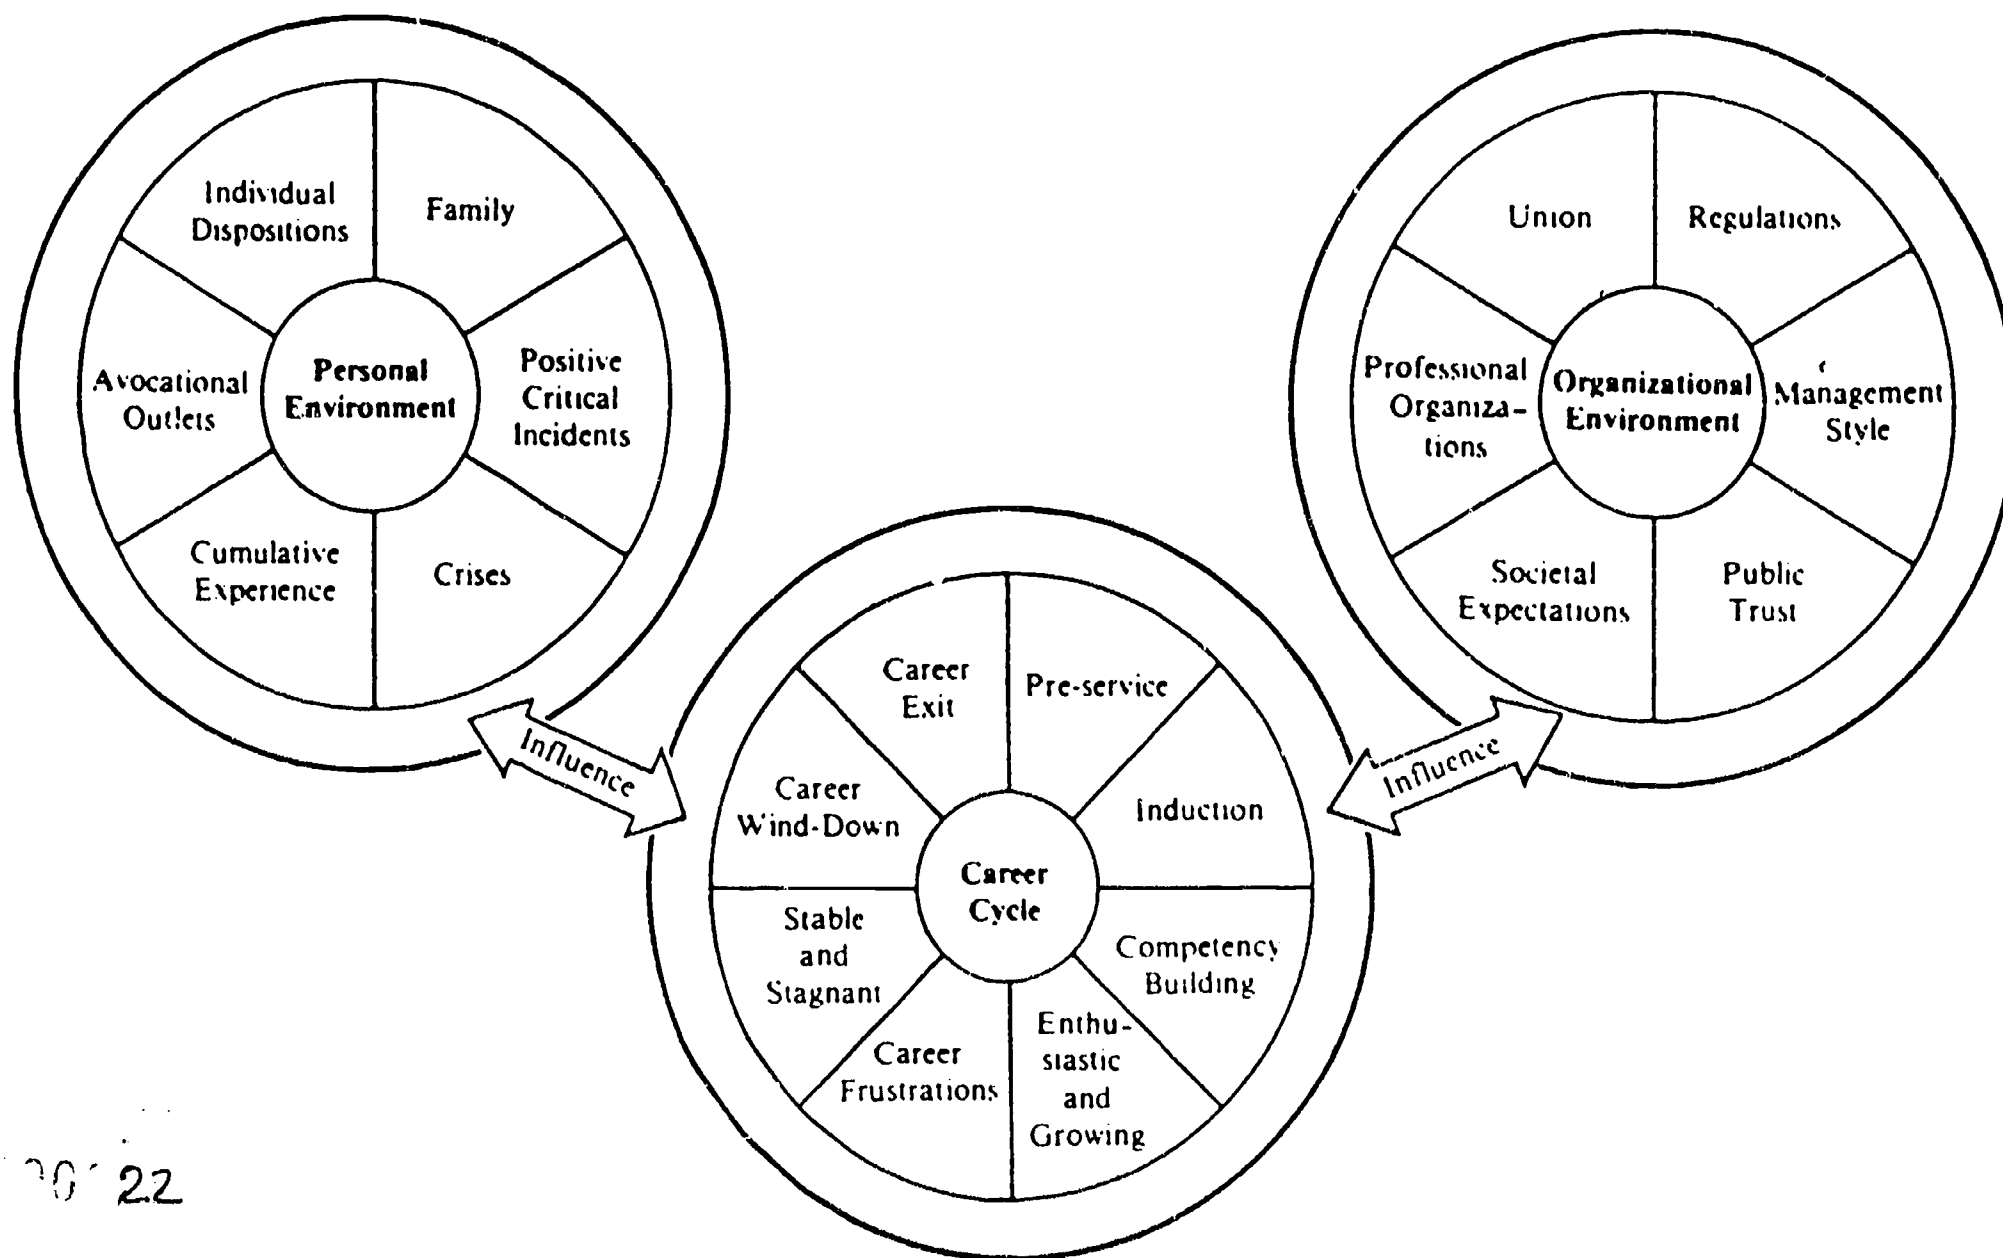 Individual
Dispositions
Family
Avocational
Outlets
Personal
Environment
Positive
Critical
Incidents
Cumulative
Experience
Crises
Influence
Union
Regulations
Professional
Organiza-
tions
Organizational
Environment
Management
Style
Societal
Expectations
Public
Trust
Influence
Career
Exit
Pre-service
Career
Wind-Down
Induction
Career
Cycle
Stable
and
Stagnant
Competency
Building
Career
Frustrations
Enthu-
siastic
and
Growing
22